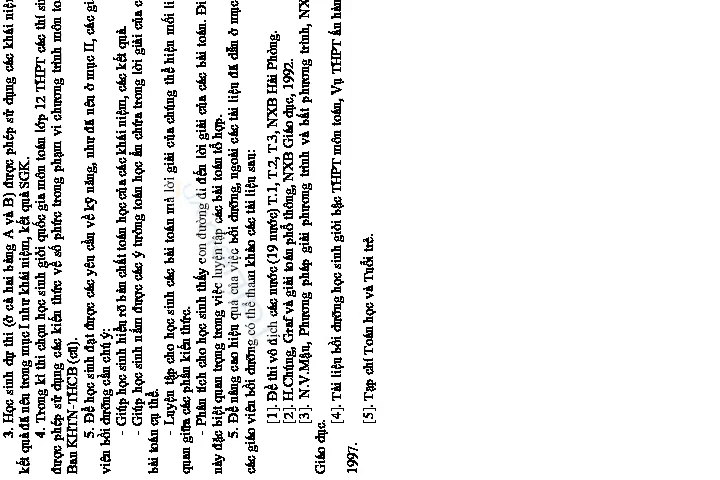 3. Học sinh dự thi (ở cả hai bảng A và B) được phép sử dụng các khái niệm
kết quả đã nêu trong mục I như khái niệm, kết quả SGK.
4. Trong kì thi chọn học sinh giỏi quốc gia môn toán lớp 12 THPT các thí sinh
được phép sử dụng các kiến thức về số phức trong phạm vi chương trình môn to
Ban KHTN-THCB (cũ).
5. Để học sinh đạt được các yêu cầu về kỹ năng, như đã nêu ở mục II, các gi
viên bồi dưỡng cần chú ý:
- Giúp học sinh hiểu rõ bản chất toán học của các khái niệm, các kết quả.
- Giúp học sinh nắm được các ý tưởng toán học ẩn chứa trong lời giải của c
bài toán cụ thể.
- Luyện tập cho học sinh các bài toán mà lời giải của chúng thể hiện mối li
quan giữa các phần kiến thức.
- Phân tích cho học sinh thấy con đường đi đến lời giải của các bài toán. Đi
này đặc biệt quan trọng trong việc luyện tập các bài toán tổ hợp.
5. Để nâng cao hiệu quả của việc bồi dưỡng, ngoài các tài liệu đã dẫn ở mục
các giáo viên bồi dưỡng có thể tham khảo các tài liệu sau:
[1]. Đề thi vô địch các nước (19 nước) T.1, T.2, T.3, NXB Hải Phòng.
[2]. H.Chúng, Graf và giải toán phổ thông, NXB Giáo dục, 1992.
[3]. N.V.Mậu, Phương pháp giải phương trình và bất phương trình, NX
Giáo dục.
[4]. Tài liệu bồi dưỡng học sinh giỏi bậc THPT môn toán, Vụ THPT ấn hàn
1997.
[5]. Tạp chí Toán học và Tuổi trẻ.